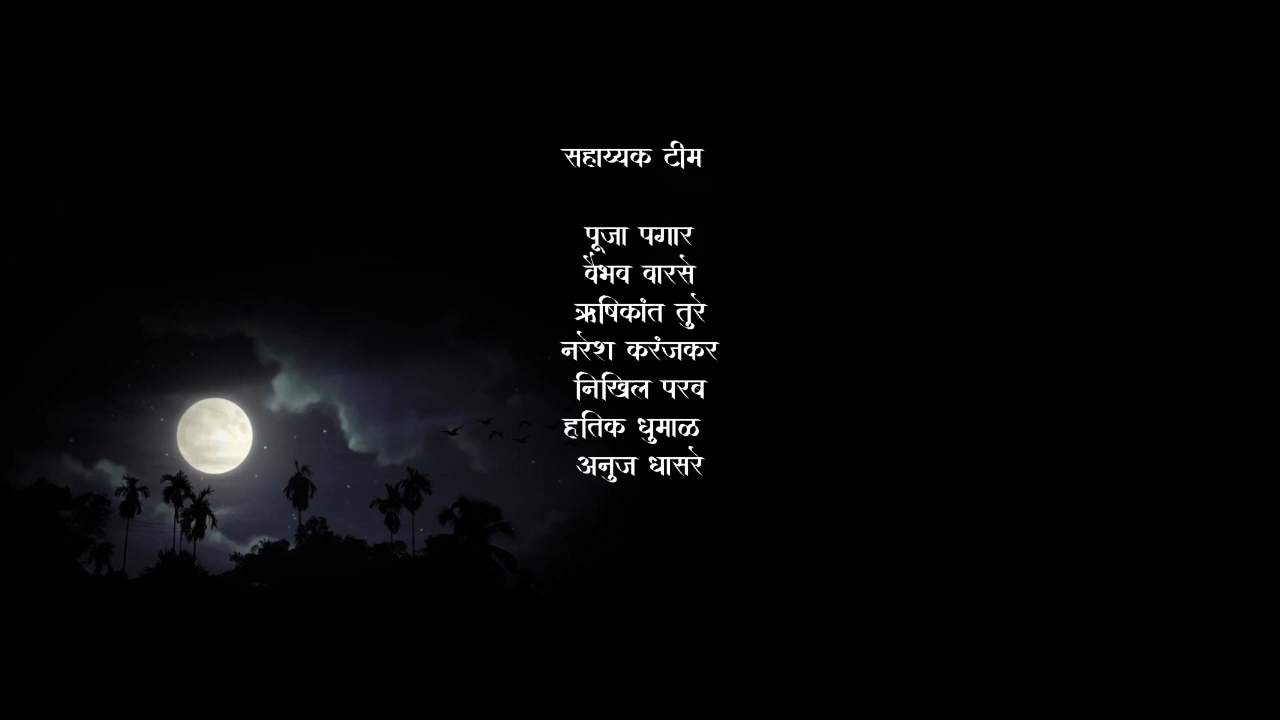 सहाय्यक टीम
पूजा पगार
वैभव वारसे
ऋषिकांत तुरे
नरेश करंजकर
निखिल परब
हृतिक धुमाळ
अनुज धासरे